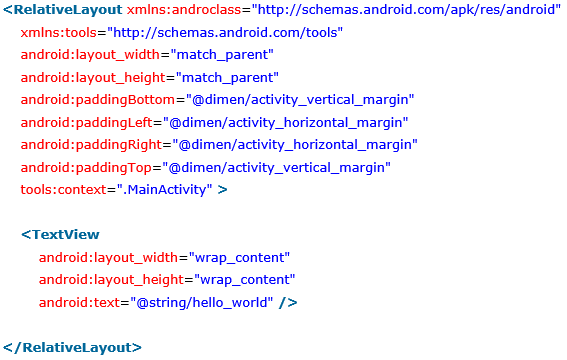 <RelativeLayout xmlns:androclass="http://schemas.android.com/apk/res/android"
xmlns:tools="http://schemas.android.com/tools"
android:layout_width="match_parent"
android:layout_height="match_parent"
android:paddingBottom="@dimen/activity_vertical_margin"
android:paddingLeft="@dimen/activity_horizontal_margin"
android:paddingRight="@dimen/activity_horizontal_margin"
android:paddingTop="@dimen/activity_vertical_margin"
tools:context=".MainActivity" >
<TextView
android:layout_width="wrap_content"
android:layout_height="wrap_content"
android:text="@string/hello_world" />
</RelativeLayout>